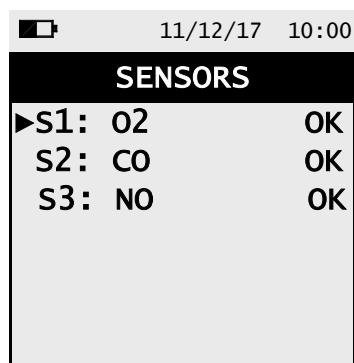 11/12/17 10:00
SENSORS
►S1: O2 OK
S2: CO OK
S3: NO OK